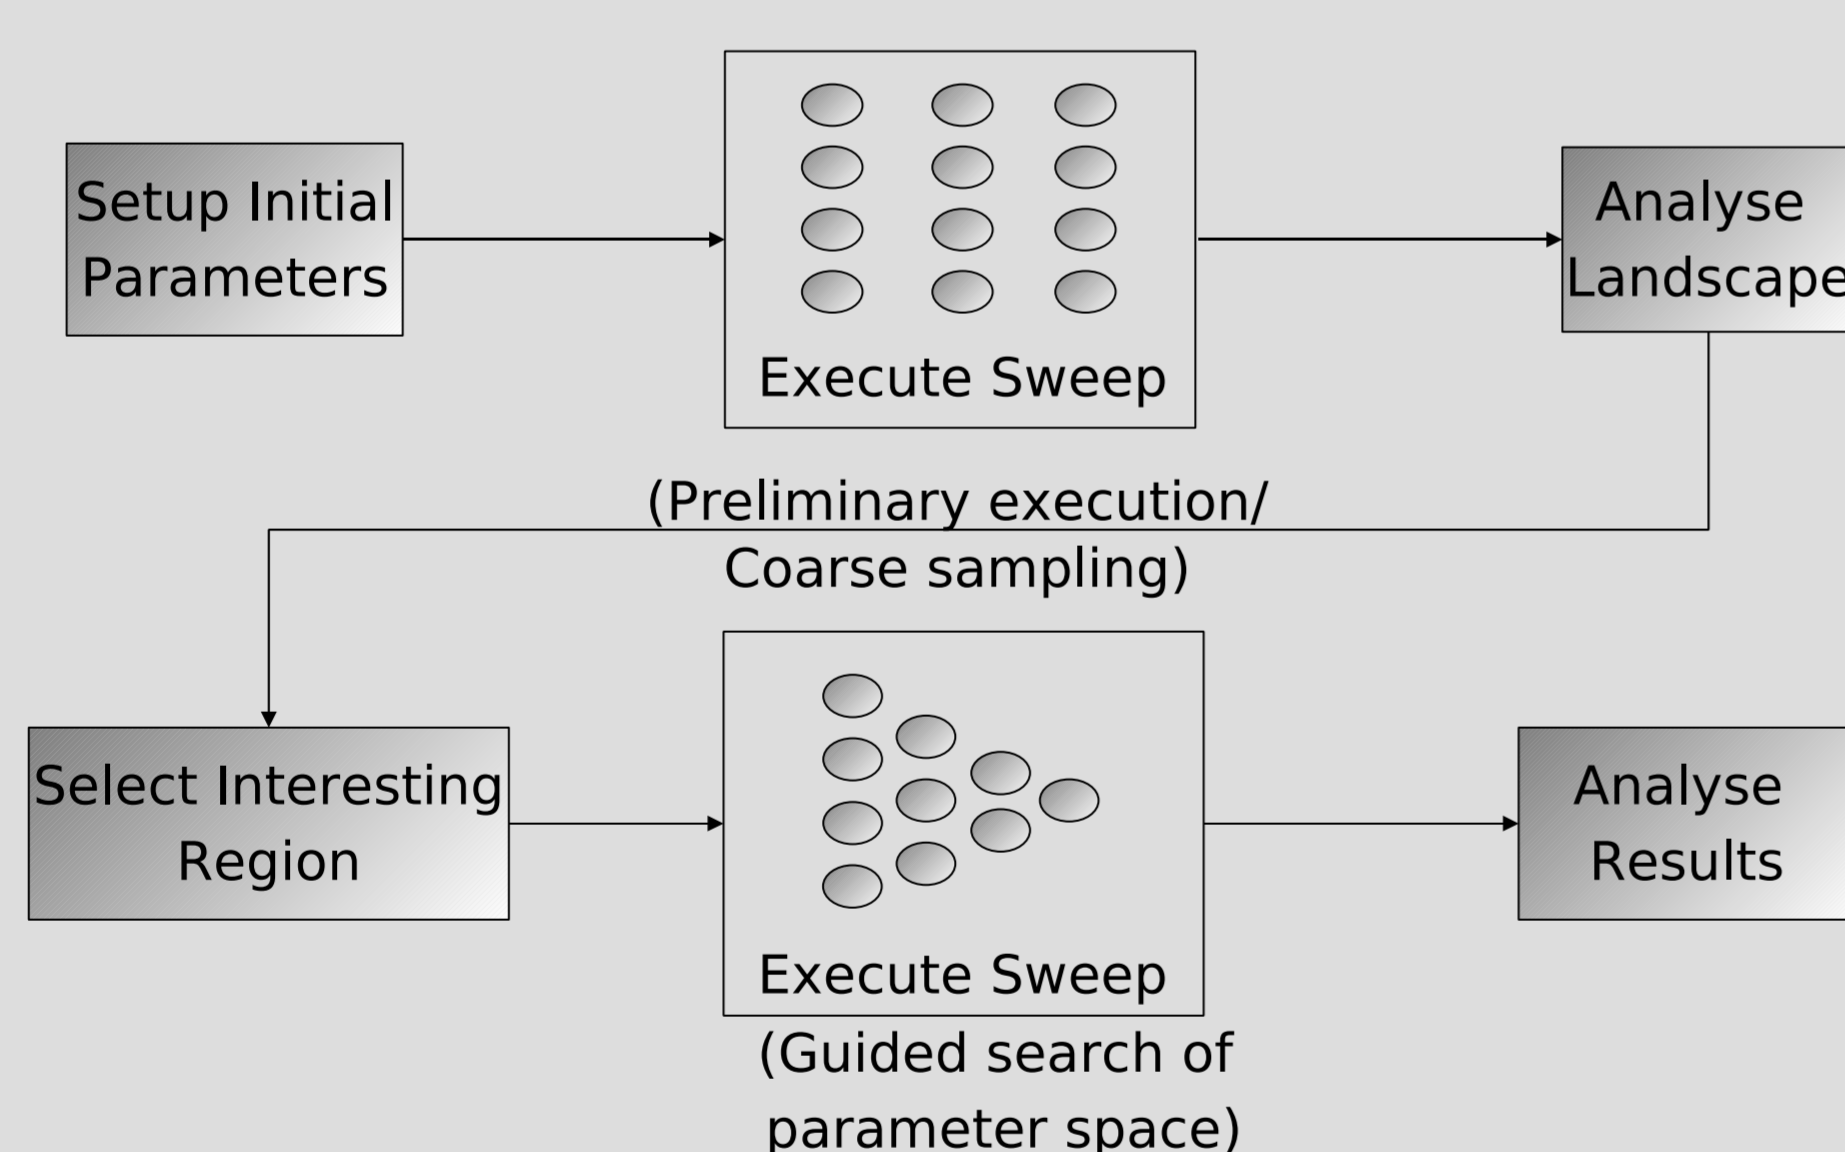 Setup Initial
Parameters
Execute Sweep
Analyse
Landscape
(Preliminary execution/
Coarse sampling)
Select Interesting
Region
Execute Sweep
Analyse
Results
(Guided search of
parameter space)